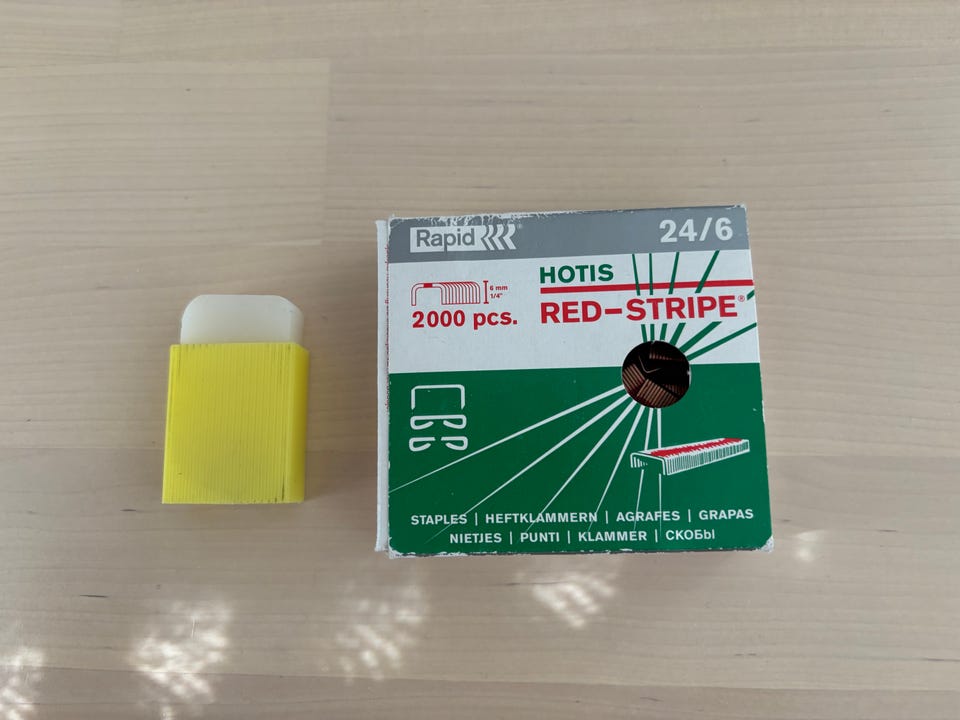 Rapid® 24/6
HOTIS
6 mm
1/4"
RED-STRIPE®
2000 pcs.
STAPLES | HEFTKLAMMERN | AGRAFES | GRAPAS
NIETJES | PUNTI | KLAMMER | СКОБЫ